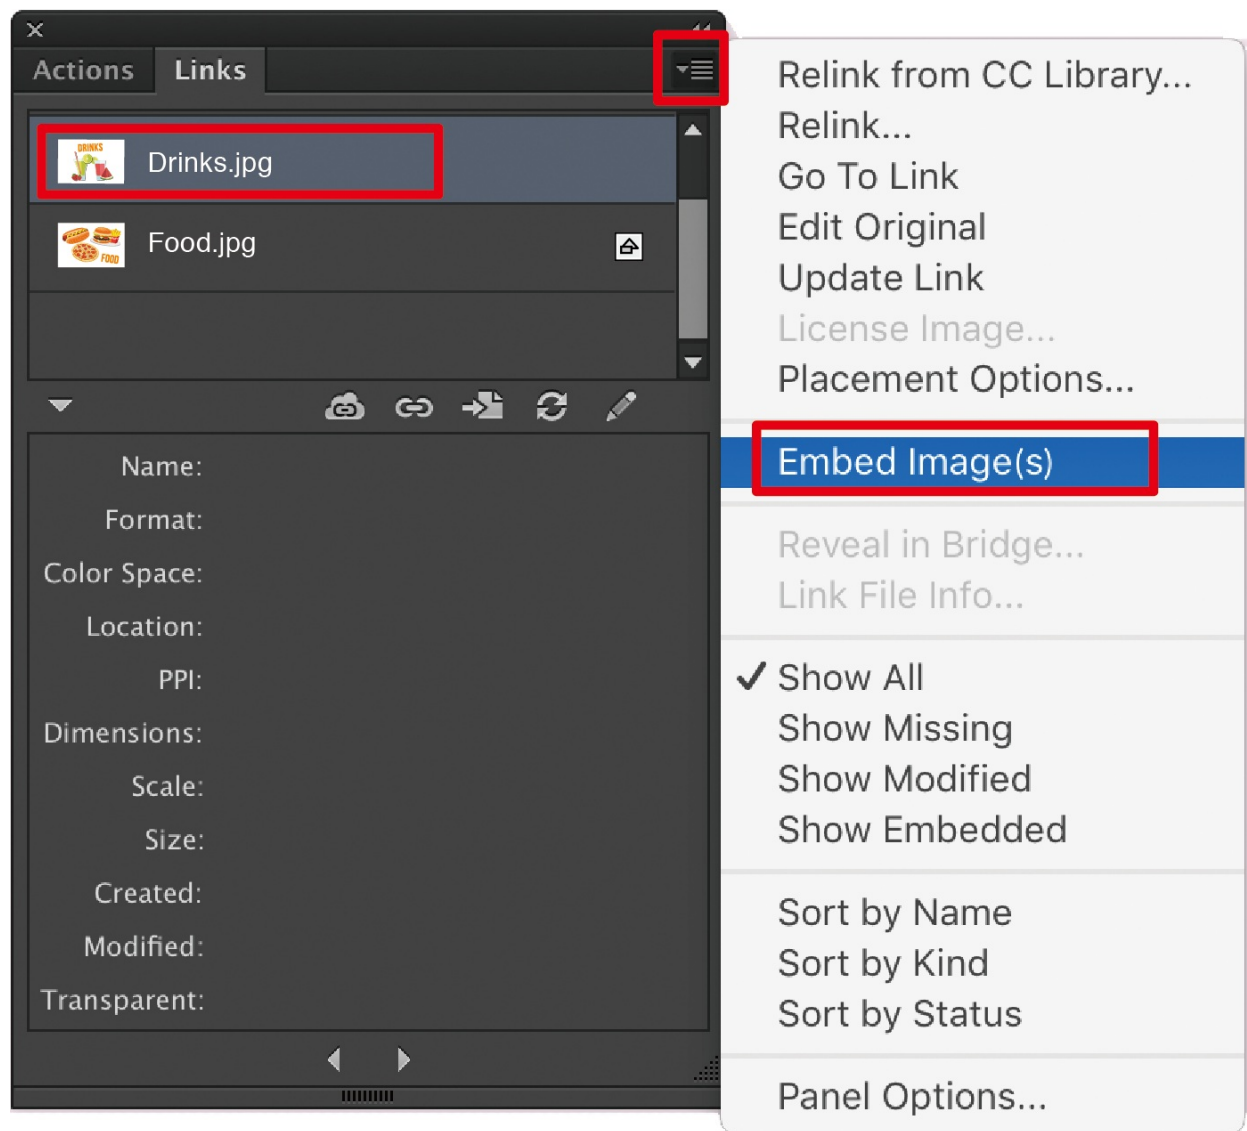 Actions
Links
DRINKS
Drinks.jpg
FOOD
Food.jpg
Name:
Format:
Color Space:
Location:
PPI:
Dimensions:
Scale:
Size:
Created:
Modified:
Transparent:
Relink from CC Library...
Relink...
Go To Link
Edit Original
Update Link
License Image...
Placement Options...
Embed Image(s)
Reveal in Bridge...
Link File Info...
Show All
Show Missing
Show Modified
Show Embedded
Sort by Name
Sort by Kind
Sort by Status
Panel Options...